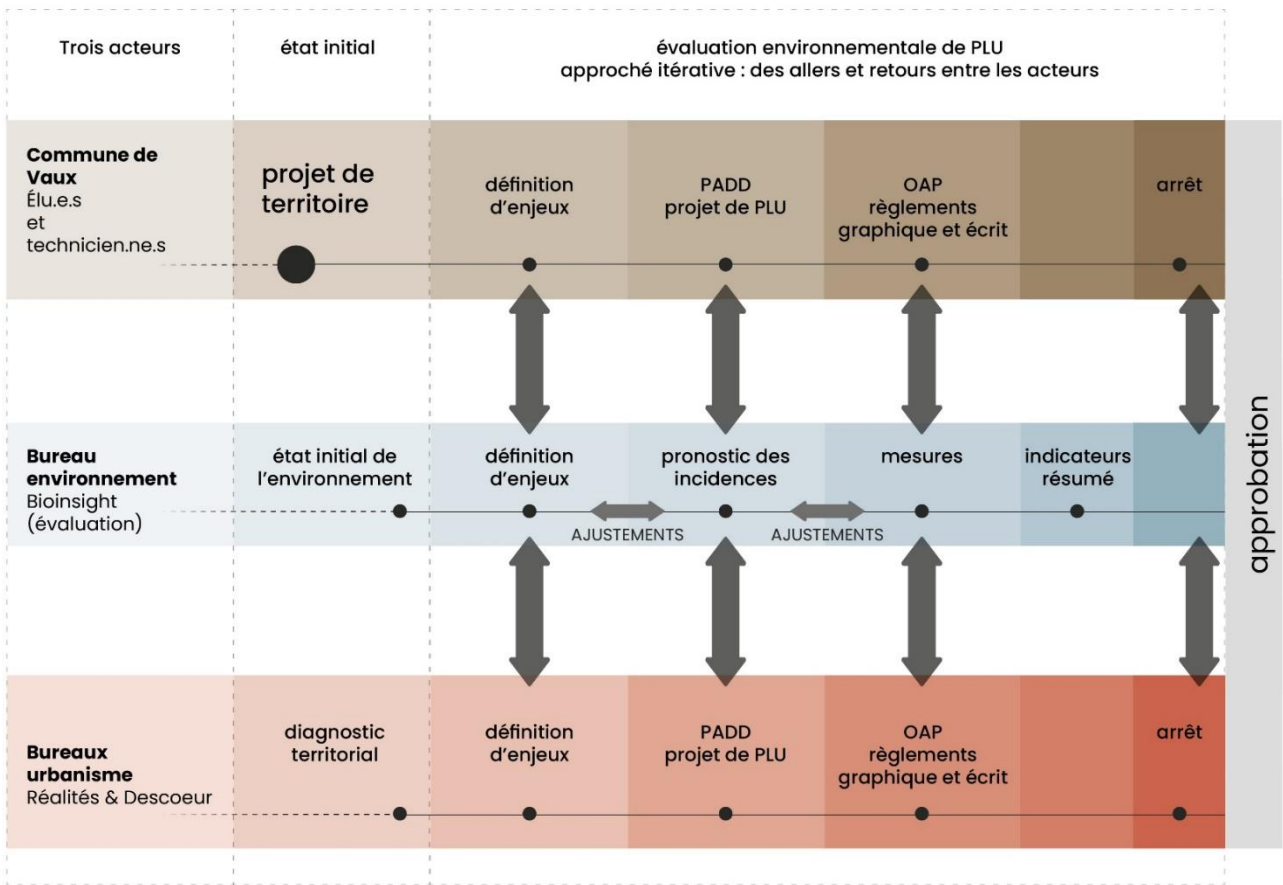 Trois acteurs
état initial
évaluation environnementale de PLU
approché itérative : des allers et retours entre les acteurs
Commune de
Vaux
Élu.e.s
et
technicien.ne.s
projet de
territoire
définition
d'enjeux
PADD
projet de PLU
OAP
règlements
graphique et écrit
arrêt
Bureau
environnement
Bioinsight
(évaluation)
état initial de
l'environnement
définition
d'enjeux
pronostic des
incidences
mesures
indicateurs
résumé
AJUSTEMENTS
AJUSTEMENTS
Bureaux
urbanisme
Réalités & Descoeur
diagnostic
territorial
définition
d'enjeux
PADD
projet de PLU
OAP
règlements
graphique et écrit
arrêt
approbation